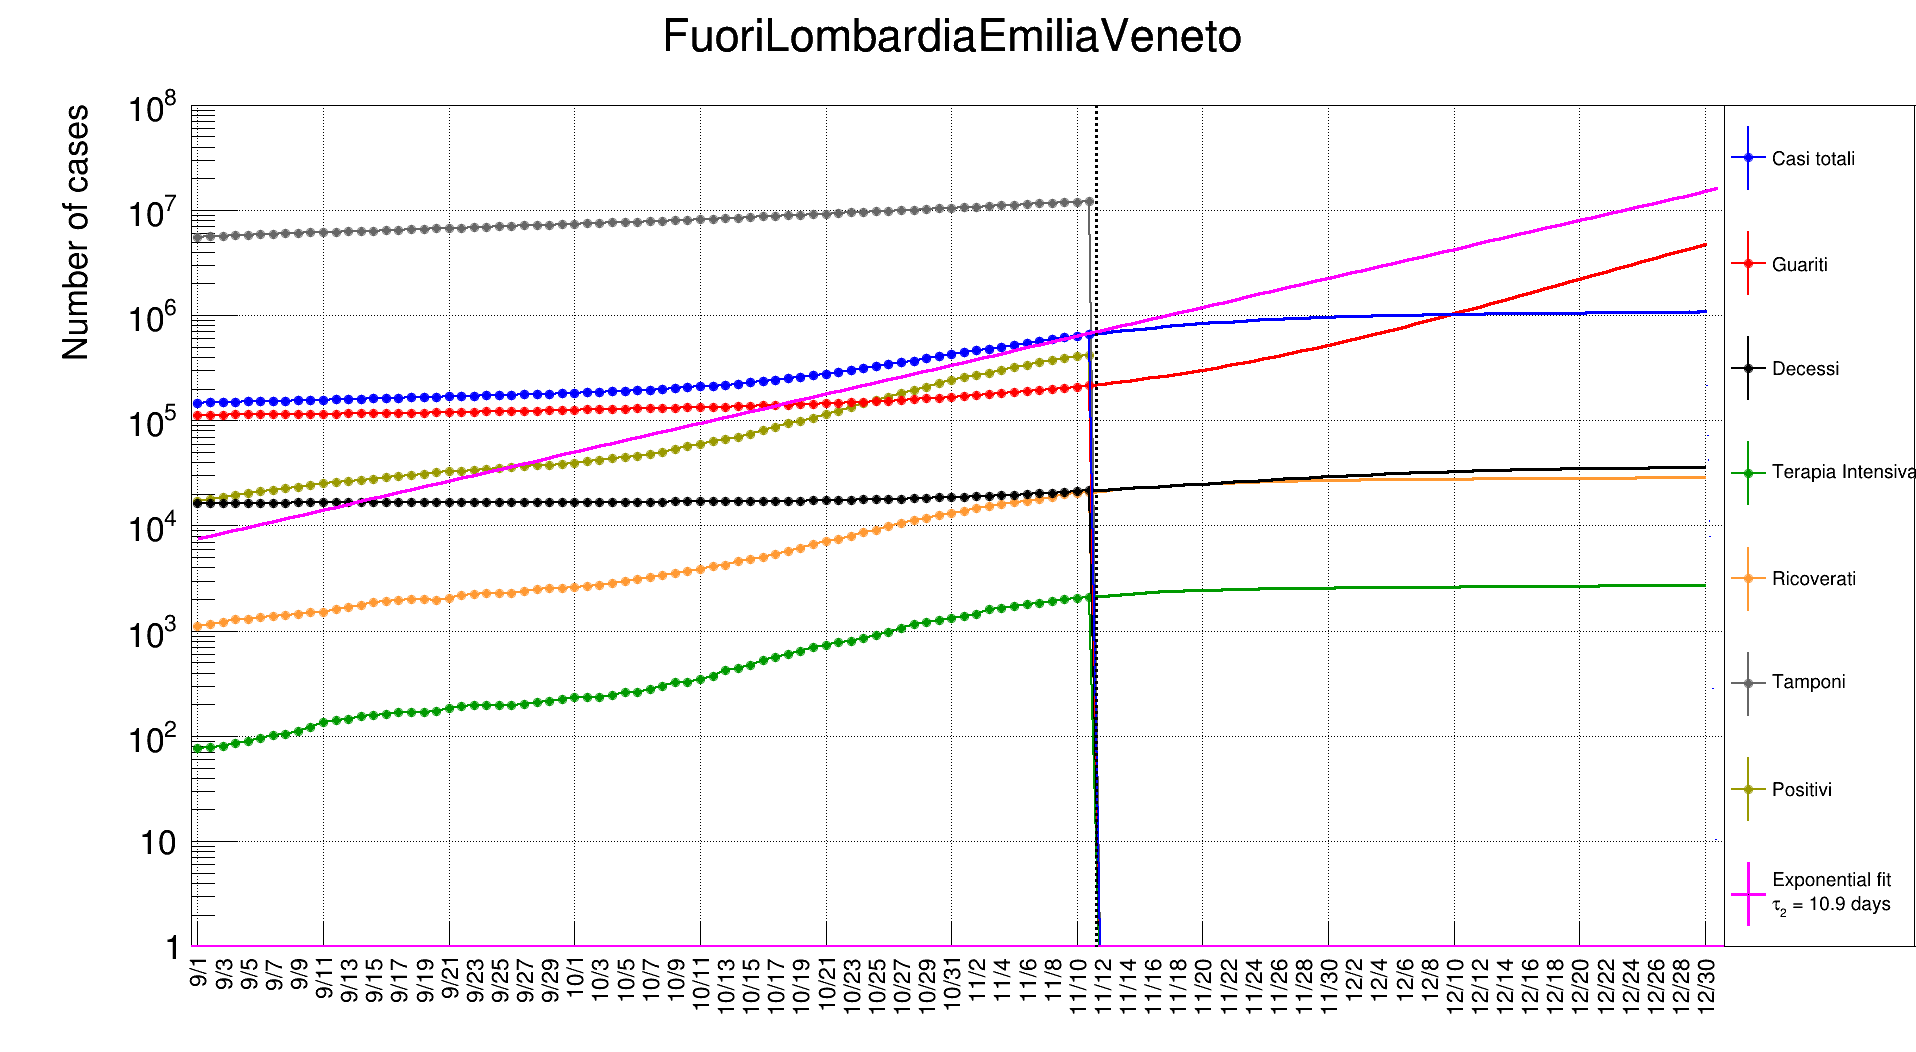 FuoriLombardiaEmiliaVeneto
Number of cases
10^8
10^7
10^6
10^5
10^4
10^3
10^2
10
1
9/1 9/3 9/5 9/7 9/9 9/11 9/13 9/15 9/17 9/19 9/21 9/23 9/25 9/27 9/29 10/1 10/3 10/5 10/7 10/9 10/11 10/13 10/15 10/17 10/19 10/21 10/23 10/25 10/27 10/29 10/31 11/2 11/4 11/6 11/8 11/10 11/12 11/14 11/16 11/18 11/20 11/22 11/24 11/26 11/28 11/30 12/2 12/4 12/6 12/8 12/10 12/12 12/14 12/16 12/18 12/20 12/22 12/24 12/26 12/28 12/30
Casi totali
Guariti
Decessi
Terapia Intensiva
Ricoverati
Tamponi
Positivi
Exponential fit
τ₂ = 10.9 days